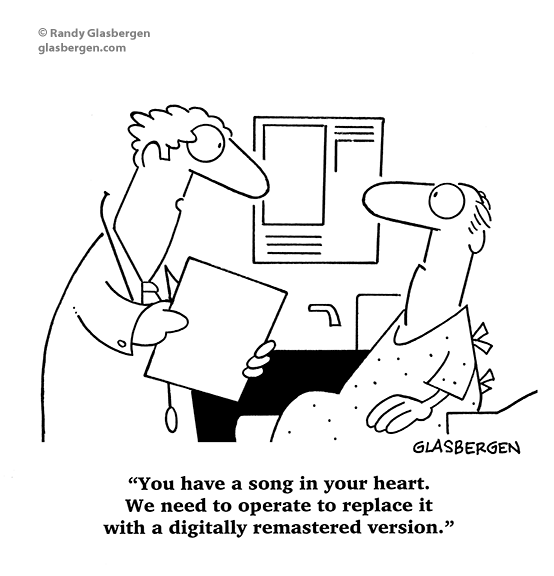 © Randy Glasbergen
glasbergen.com
GLASBERGEN
“You have a song in your heart.
We need to operate to replace it
with a digitally remastered version.”